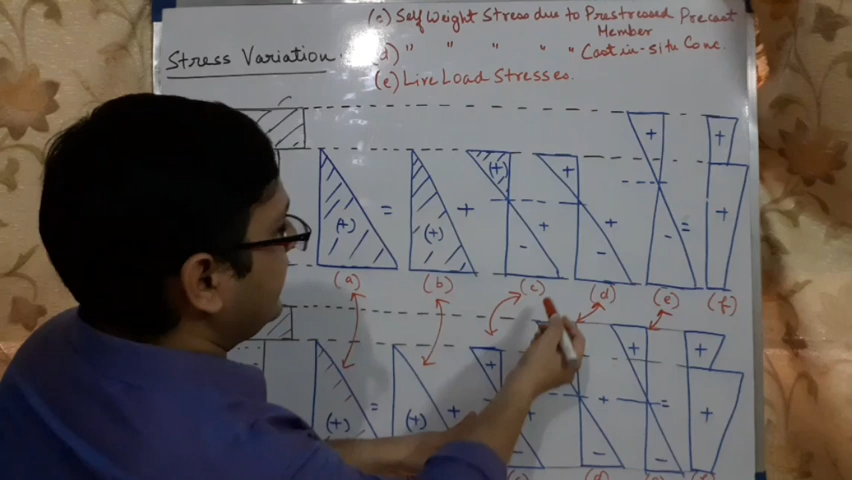 (c) Self Weight Stress due to Prestressed Precast
Member
Stress Variation.
(d) " " " " " Cast in-situ Conc.
(e) Live Load Stresses.
(+) = (+) + (+) - + + - + + - = + +
(a) (b) (c) (d) (e) (f)
(+) = (+) + + + + - + + - = + +